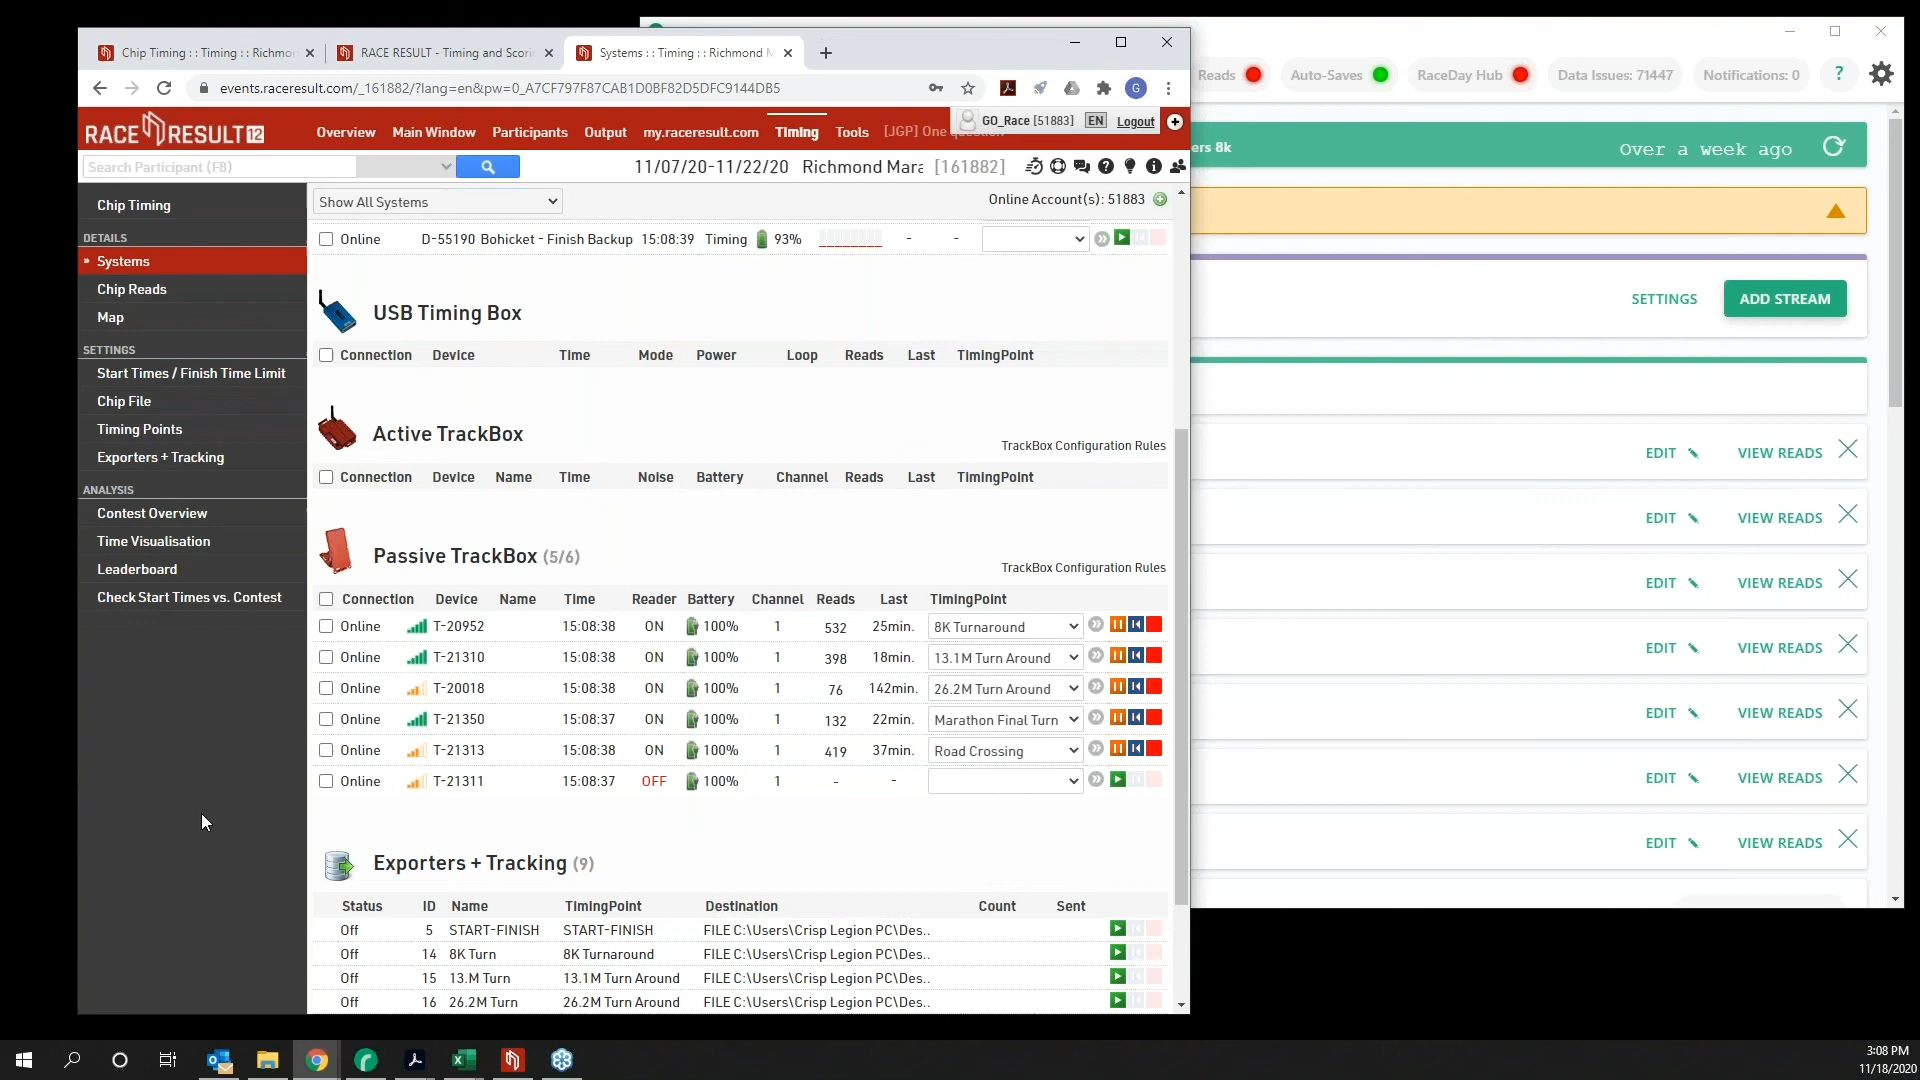 Chip Timing : : Timing : : Richmo
RACE RESULT - Timing and Scorin
Systems : : Timing : : Richmond M
events.raceresult.com/_161882/?lang=en&pw=0_A7CF797F87CAB1D0BF82D5DFC9144DB5
G
Reads
Auto-Saves
RaceDay Hub
Data Issues: 71447
Notifications: 0
?
RACE RESULT 12
Overview Main Window Participants Output my.raceresult.com Timing Tools [JGP] One
GO_Race [51883] EN Logout
Search Participant (F8)
11/07/20-11/22/20 Richmond Mara [161882]
ers 8k
Over a week ago
Chip Timing
DETAILS
» Systems
Chip Reads
Map
SETTINGS
Start Times / Finish Time Limit
Chip File
Timing Points
Exporters + Tracking
ANALYSIS
Contest Overview
Time Visualisation
Leaderboard
Check Start Times vs. Contest
Show All Systems
Online Account(s): 51883
Online D-55190 Bohicket - Finish Backup 15:08:39 Timing 93% - -
USB Timing Box
Connection Device Time Mode Power Loop Reads Last TimingPoint
Active TrackBox
TrackBox Configuration Rules
Connection Device Name Time Noise Battery Channel Reads Last TimingPoint
Passive TrackBox (5/6)
TrackBox Configuration Rules
Connection Device Name Time Reader Battery Channel Reads Last TimingPoint
Online T-20952 15:08:38 ON 100% 1 532 25min. 8K Turnaround
Online T-21310 15:08:38 ON 100% 1 398 18min. 13.1M Turn Around
Online T-20018 15:08:38 ON 100% 1 76 142min. 26.2M Turn Around
Online T-21350 15:08:37 ON 100% 1 132 22min. Marathon Final Turn
Online T-21313 15:08:38 ON 100% 1 419 37min. Road Crossing
Online T-21311 15:08:37 OFF 100% 1 - -
Exporters + Tracking (9)
Status ID Name TimingPoint Destination Count Sent
Off 5 START-FINISH START-FINISH FILE C:\Users\Crisp Legion PC\Des..
Off 14 8K Turn 8K Turnaround FILE C:\Users\Crisp Legion PC\Des..
Off 15 13.M Turn 13.1M Turn Around FILE C:\Users\Crisp Legion PC\Des..
Off 16 26.2M Turn 26.2M Turn Around FILE C:\Users\Crisp Legion PC\Des..
SETTINGS
ADD STREAM
EDIT VIEW READS
EDIT VIEW READS
EDIT VIEW READS
EDIT VIEW READS
EDIT VIEW READS
EDIT VIEW READS
EDIT VIEW READS
3:08 PM
11/18/2020